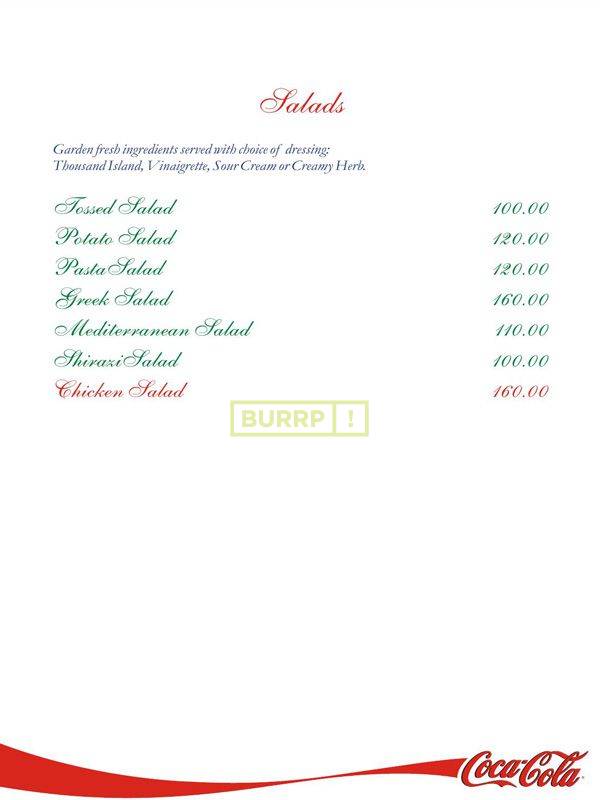 Salads
Garden fresh ingredients served with choice of dressing:
Thousand Island, Vinaigrette, Sour Cream or Creamy Herb.
Tossed Salad 100.00
Potato Salad 120.00
Pasta Salad 120.00
Greek Salad 160.00
Mediterranean Salad 110.00
Shirazi Salad 100.00
Chicken Salad 160.00
BURRP !
Coca-Cola